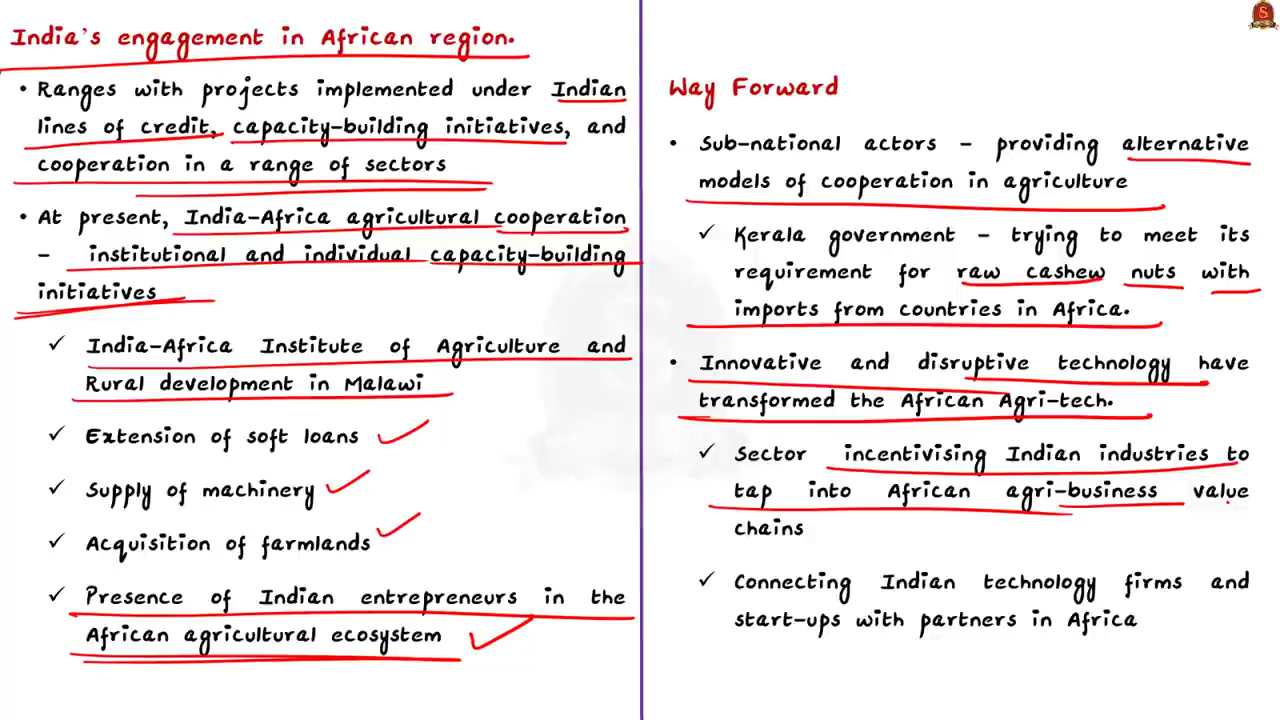 India's engagement in African region.
• Ranges with projects implemented under Indian
lines of credit, capacity-building initiatives, and
cooperation in a range of sectors
• At present, India-Africa agricultural cooperation
- institutional and individual capacity-building
initiatives
✓ India-Africa Institute of Agriculture and
Rural development in Malawi
✓ Extension of soft loans
✓ Supply of machinery
✓ Acquisition of farmlands
✓ Presence of Indian entrepreneurs in the
African agricultural ecosystem
Way Forward
• Sub-national actors - providing alternative
models of cooperation in agriculture
✓ Kerala government - trying to meet its
requirement for raw cashew nuts with
imports from countries in Africa.
• Innovative and disruptive technology have
transformed the African Agri-tech.
✓ Sector incentivising Indian industries to
tap into African agri-business value
chains
✓ Connecting Indian technology firms and
start-ups with partners in Africa